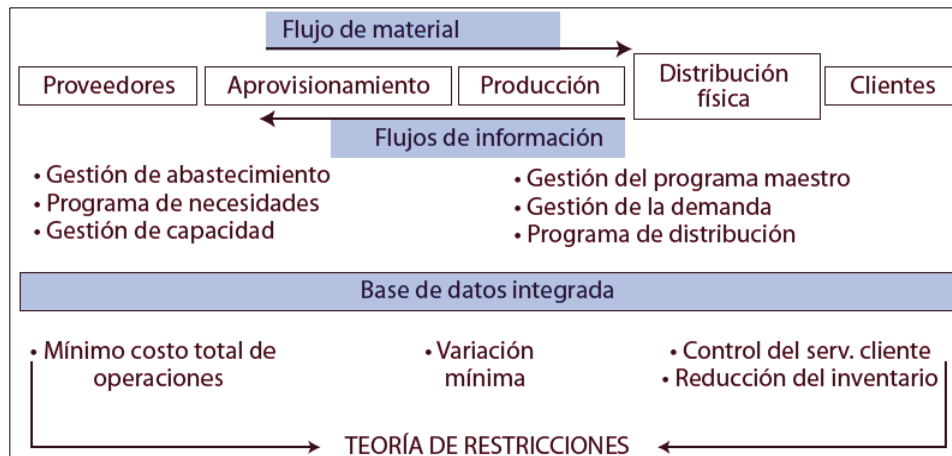 Flujo de material
Proveedores
Aprovisionamiento
Producción
Distribución
física
Clientes
Flujos de información
• Gestión de abastecimiento
• Programa de necesidades
• Gestión de capacidad
• Gestión del programa maestro
• Gestión de la demanda
• Programa de distribución
Base de datos integrada
• Mínimo costo total de
operaciones
• Variación
mínima
• Control del serv. cliente
• Reducción del inventario
TEORÍA DE RESTRICCIONES